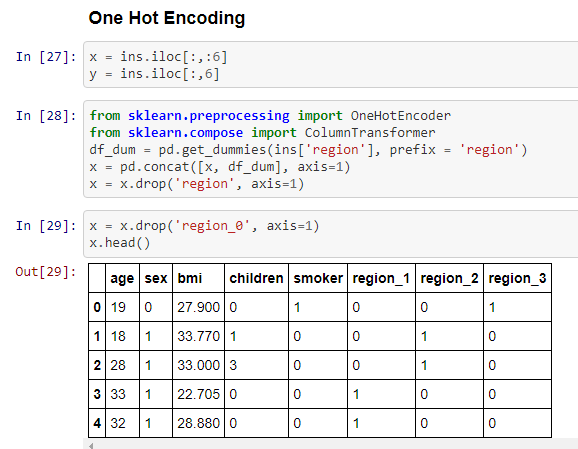 One Hot Encoding
In [27]: x = ins.iloc[:,:6]
y = ins.iloc[:,6]
In [28]: from sklearn.preprocessing import OneHotEncoder
from sklearn.compose import ColumnTransformer
df_dum = pd.get_dummies(ins['region'], prefix = 'region')
x = pd.concat([x, df_dum], axis=1)
x = x.drop('region', axis=1)
In [29]: x = x.drop('region_0', axis=1)
x.head()
Out[29]:
age sex bmi children smoker region_1 region_2 region_3
0 19 0 27.900 0 1 0 0 1
1 18 1 33.770 1 0 0 1 0
2 28 1 33.000 3 0 0 1 0
3 33 1 22.705 0 0 1 0 0
4 32 1 28.880 0 0 1 0 0